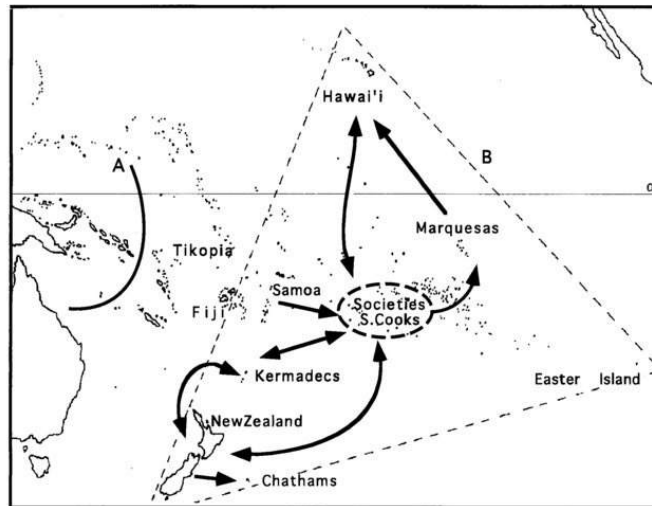 Hawai'i
A
B
Marquesas
Tikopia
Samoa
Fiji
Societies
S.Cooks
Kermadecs
Easter Island
NewZealand
Chathams